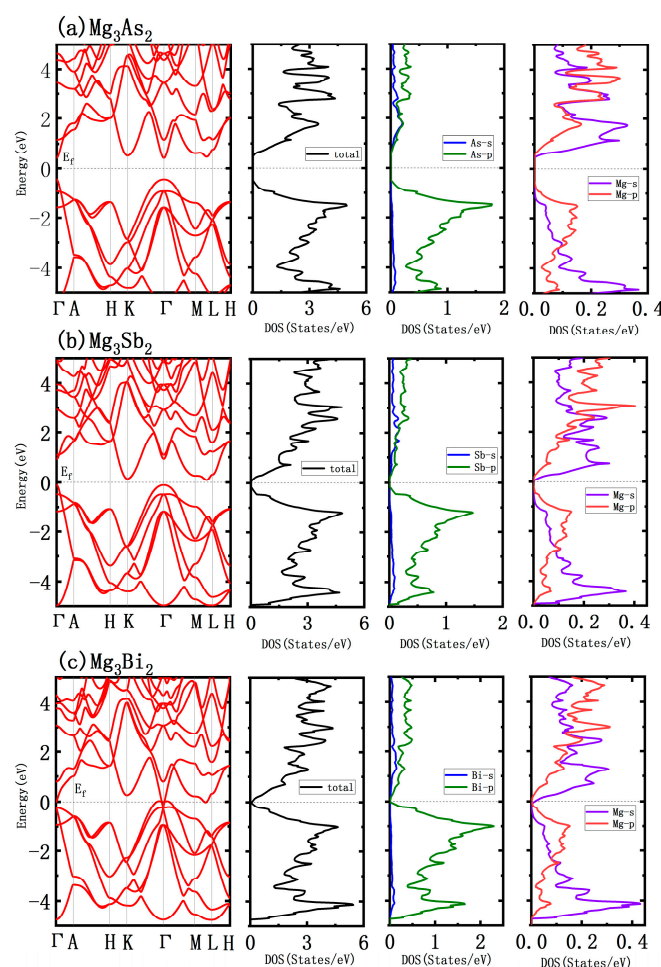 (a) Mg3As2
Energy(eV)
4
2
0
-2
-4
Ef
Γ A H K Γ M L H
total
0 3 6
DOS(States/eV)
As-s
As-p
0 1 2
DOS(States/eV)
Mg-s
Mg-p
0.0 0.2 0.4
DOS(States/eV)
(b) Mg3Sb2
Energy(eV)
4
2
0
-2
-4
Ef
Γ A H K Γ M L H
total
0 3 6
DOS(States/eV)
Sb-s
Sb-p
0 1 2
DOS(States/eV)
Mg-s
Mg-p
0.0 0.2 0.4
DOS(States/eV)
(c) Mg3Bi2
Energy(eV)
4
2
0
-2
-4
Ef
Γ A H K Γ M L H
total
0 3 6
DOS(States/eV)
Bi-s
Bi-p
0 1 2
DOS(States/eV)
Mg-s
Mg-p
0.0 0.2 0.4
DOS(States/eV)